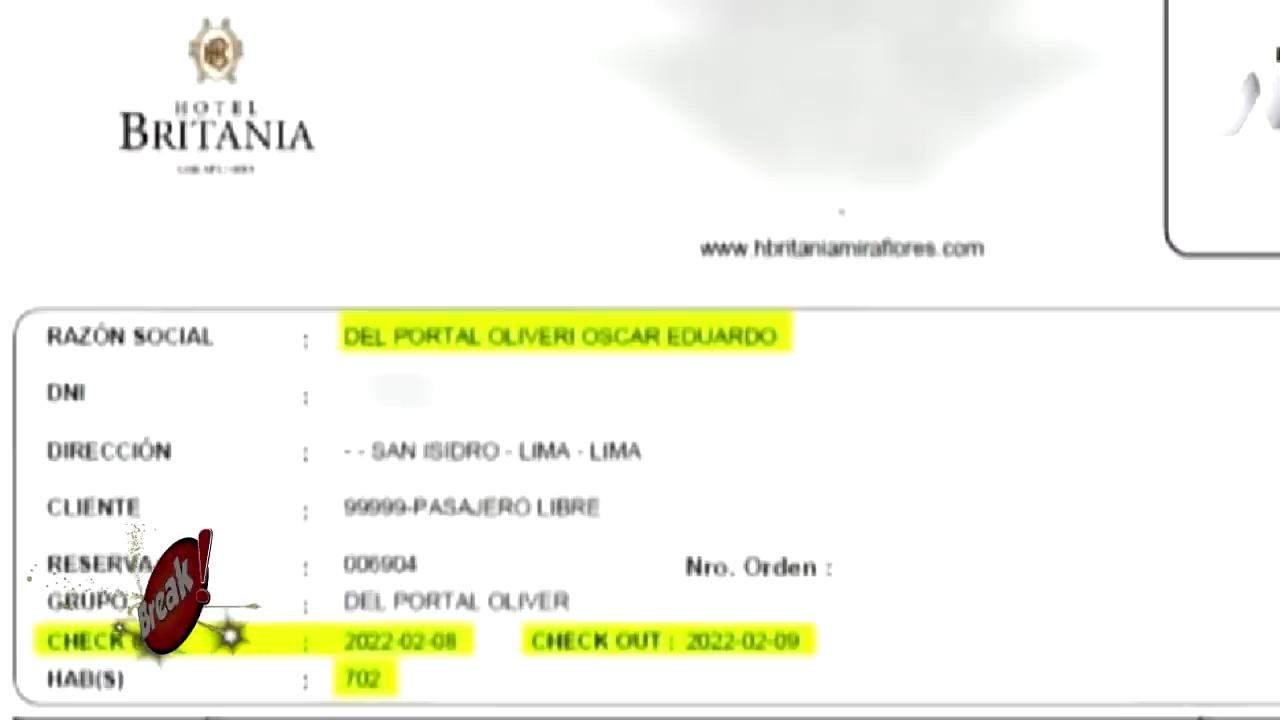 HOTEL
BRITANIA
www.hbritaniamiraflores.com
RAZÓN SOCIAL : DEL PORTAL OLIVERI OSCAR EDUARDO
DNI :
DIRECCIÓN : - - SAN ISIDRO - LIMA - LIMA
CLIENTE : 99999-PASAJERO LIBRE
RESERVA : 006904 Nro. Orden :
GRUPO : DEL PORTAL OLIVER
CHECK : 2022-02-08 CHECK OUT : 2022-02-09
HAB(S) : 702
Break!